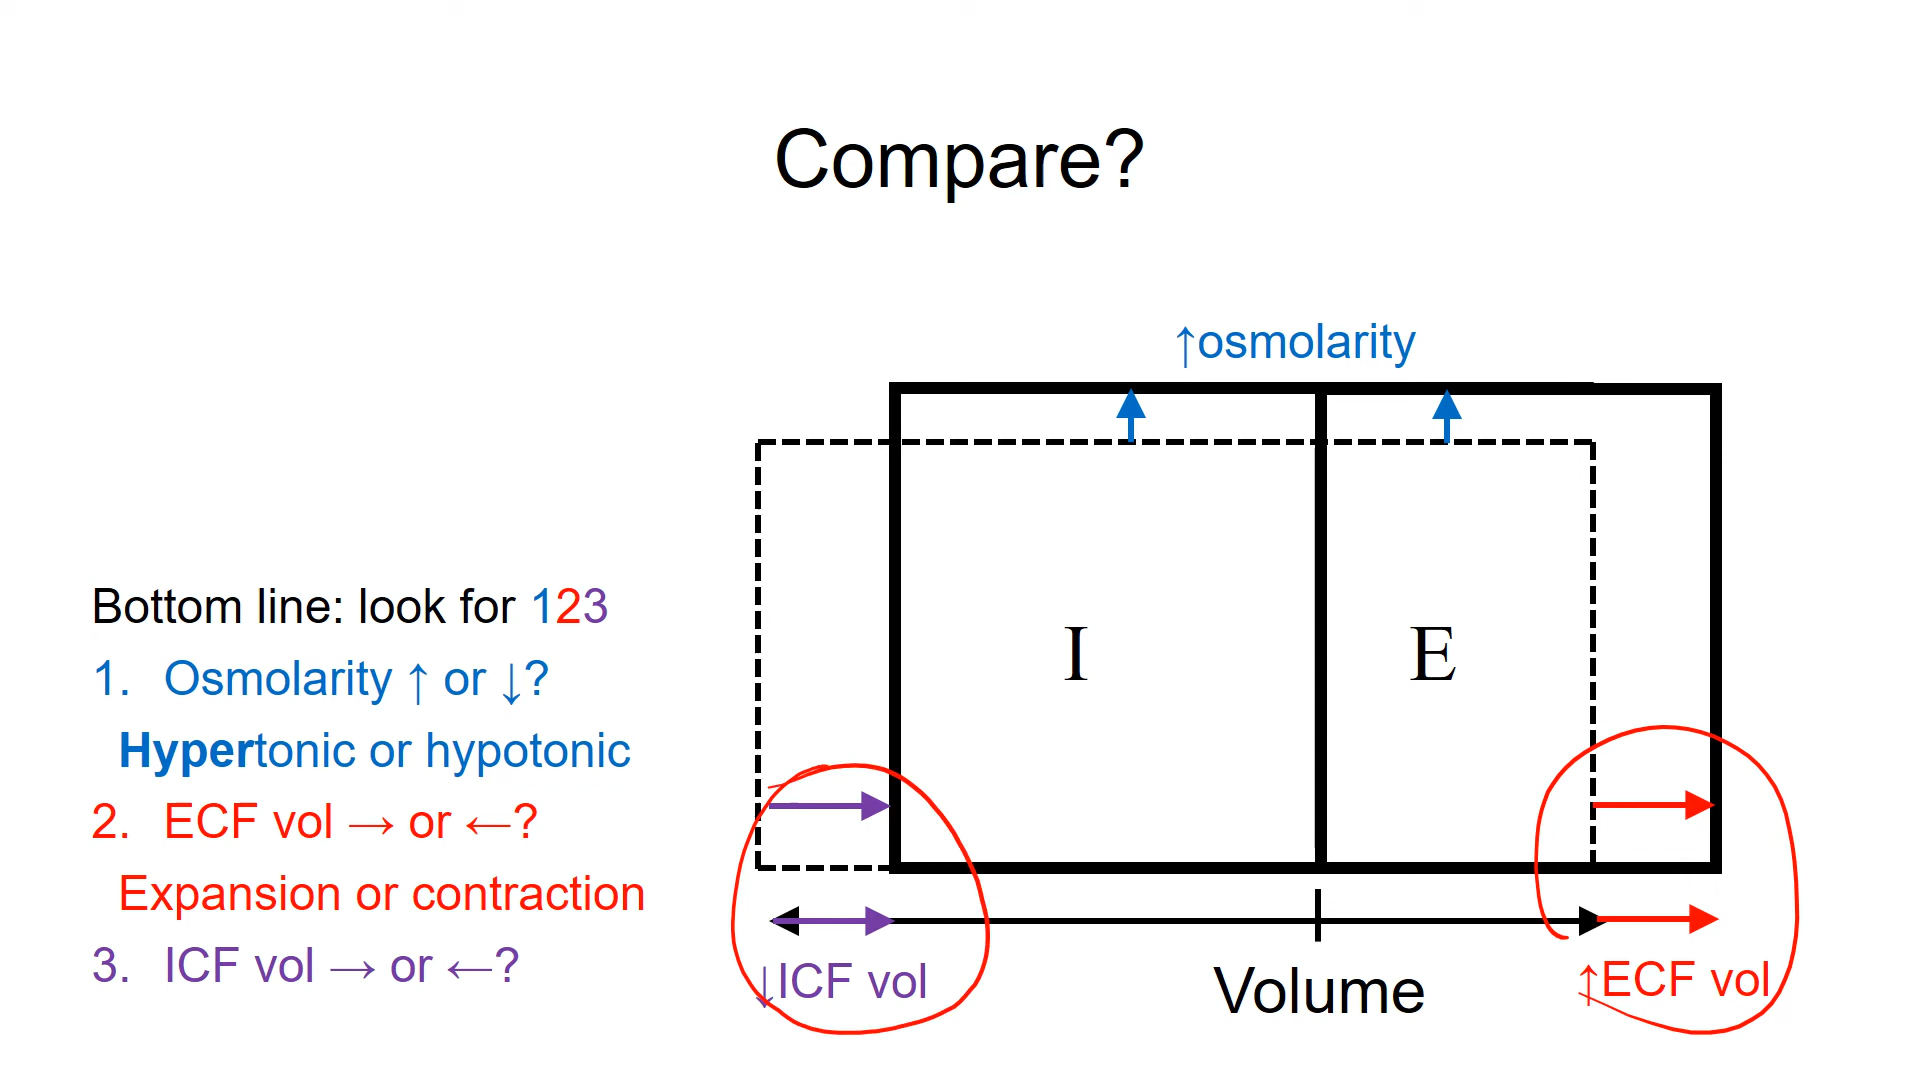 Compare?
↑osmolarity
I
E
Bottom line: look for 123
1. Osmolarity ↑ or ↓?
Hypertonic or hypotonic
2. ECF vol → or ←?
Expansion or contraction
3. ICF vol → or ←?
↓ICF vol
Volume
↑ECF vol